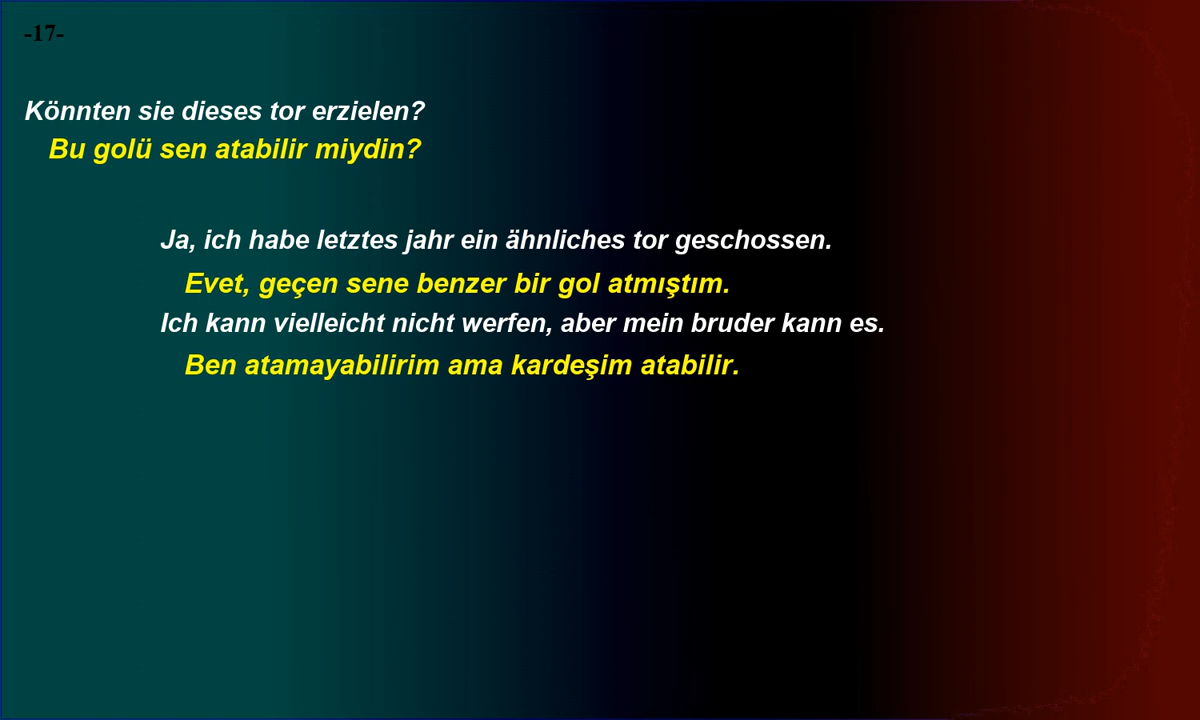 -17-
Könnten sie dieses tor erzielen?
Bu golü sen atabilir miydin?
Ja, ich habe letztes jahr ein ähnliches tor geschossen.
Evet, geçen sene benzer bir gol atmıştım.
Ich kann vielleicht nicht werfen, aber mein bruder kann es.
Ben atamayabilirim ama kardeşim atabilir.